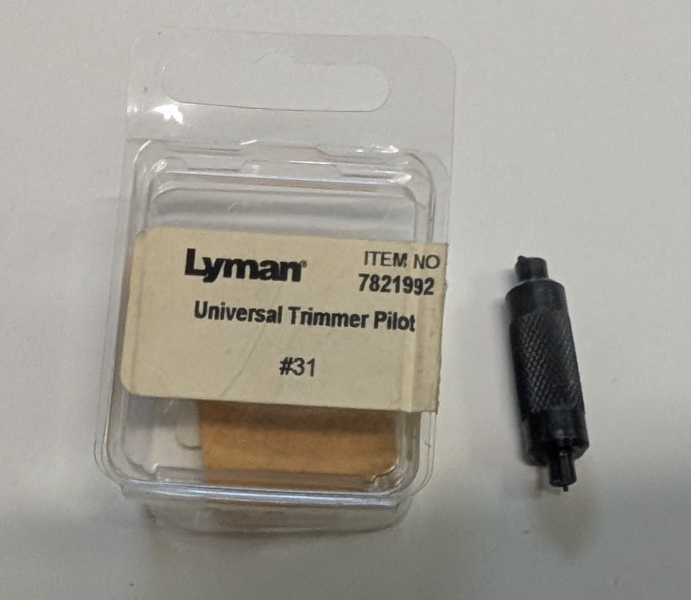 Lyman® ITEM NO
7821992
Universal Trimmer Pilot
#31